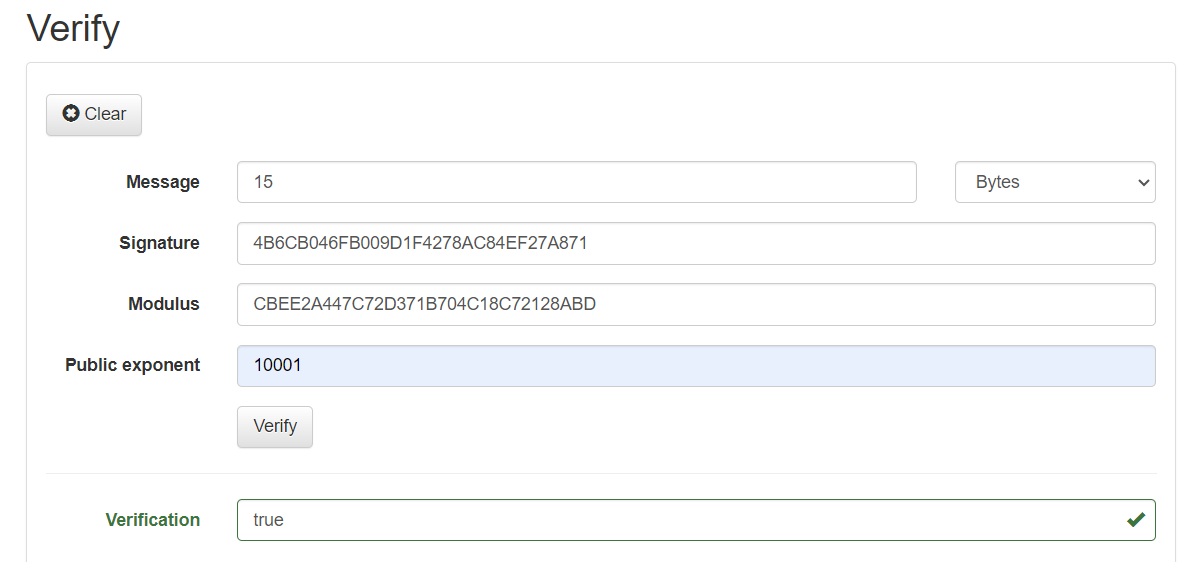 Verify
Clear
Message 15 Bytes
Signature 4B6CB046FB009D1F4278AC84EF27A871
Modulus CBEE2A447C72D371B704C18C72128ABD
Public exponent 10001
Verify
Verification true